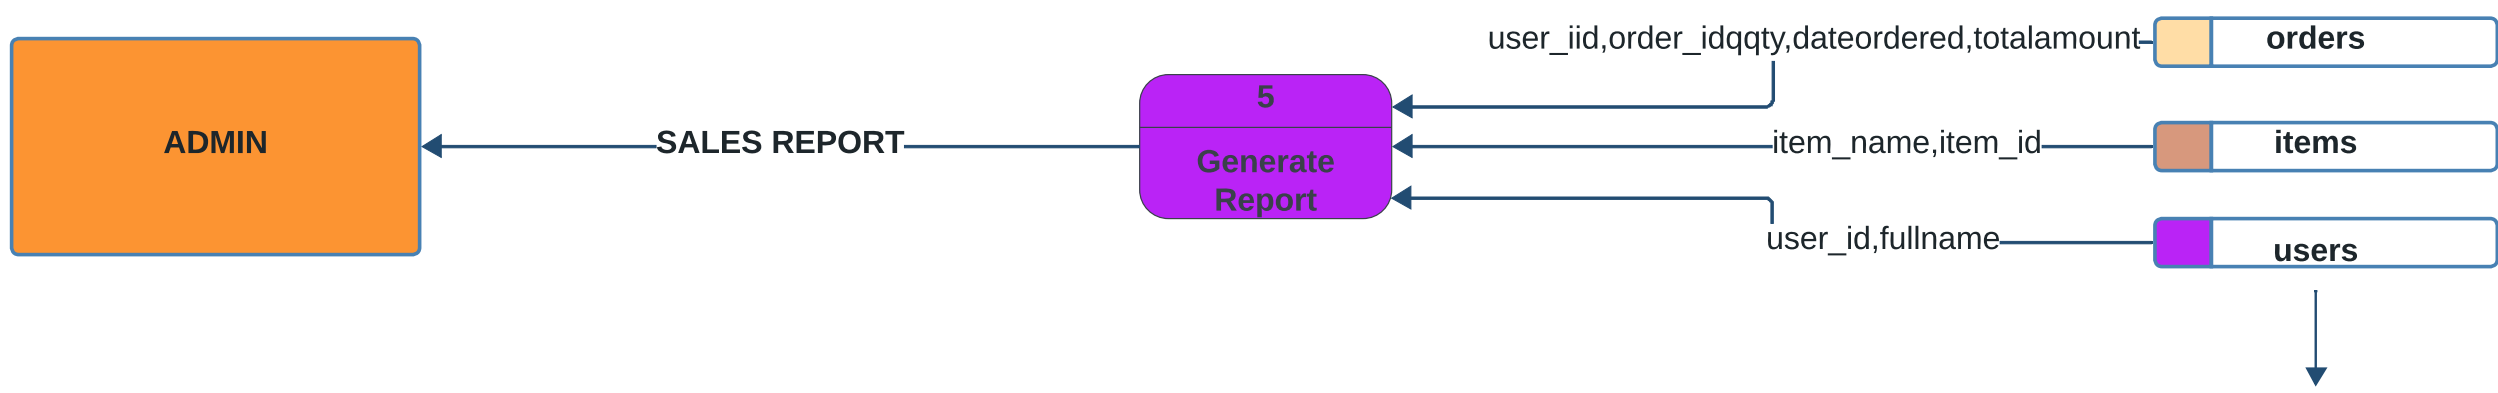 user_iid,order_idqqty,dateordered,totalamount
orders
5
ADMIN
SALES REPORT
item_name,item_id
items
Generate
Report
user_id,fullname
users